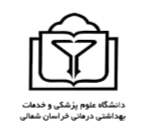 دانشگاه علوم پزشکی و خدمات
بهداشتی درمانی خراسان شمالی